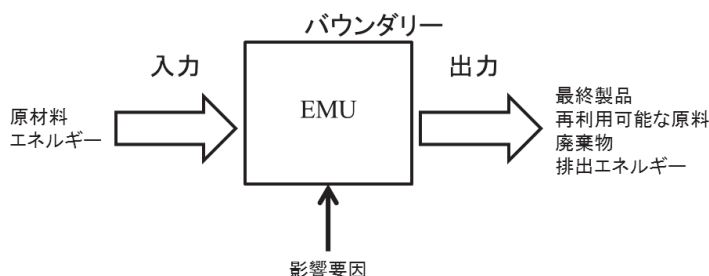 バウンダリー
入力
出力
原材料
エネルギー
EMU
最終製品
再利用可能な原料
廃棄物
排出エネルギー
影響要因